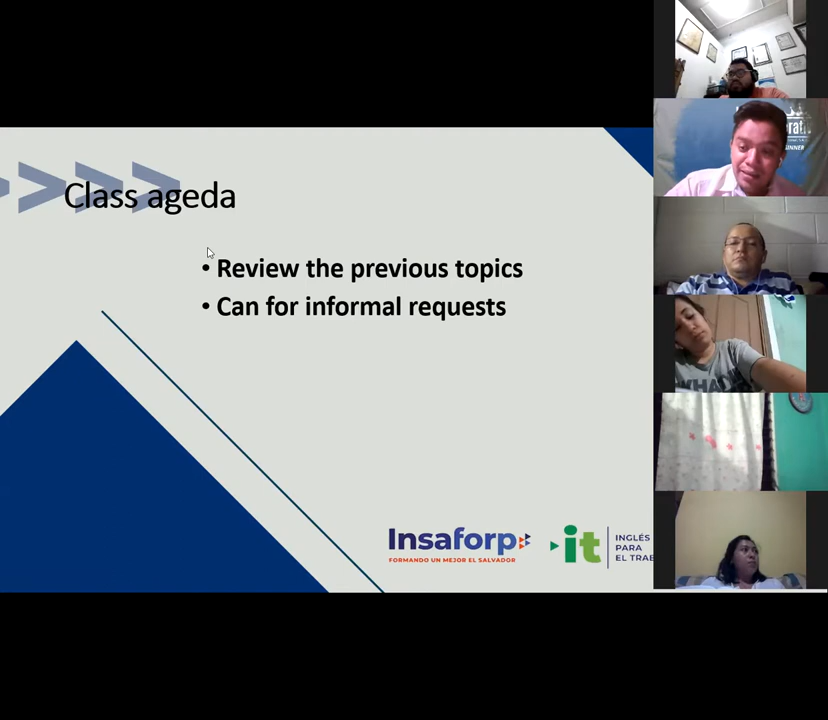 Class ageda
• Review the previous topics
• Can for informal requests
Insaforp
FORMANDO UN MEJOR EL SALVADOR
it
INGLÉS
PARA
EL TRAB